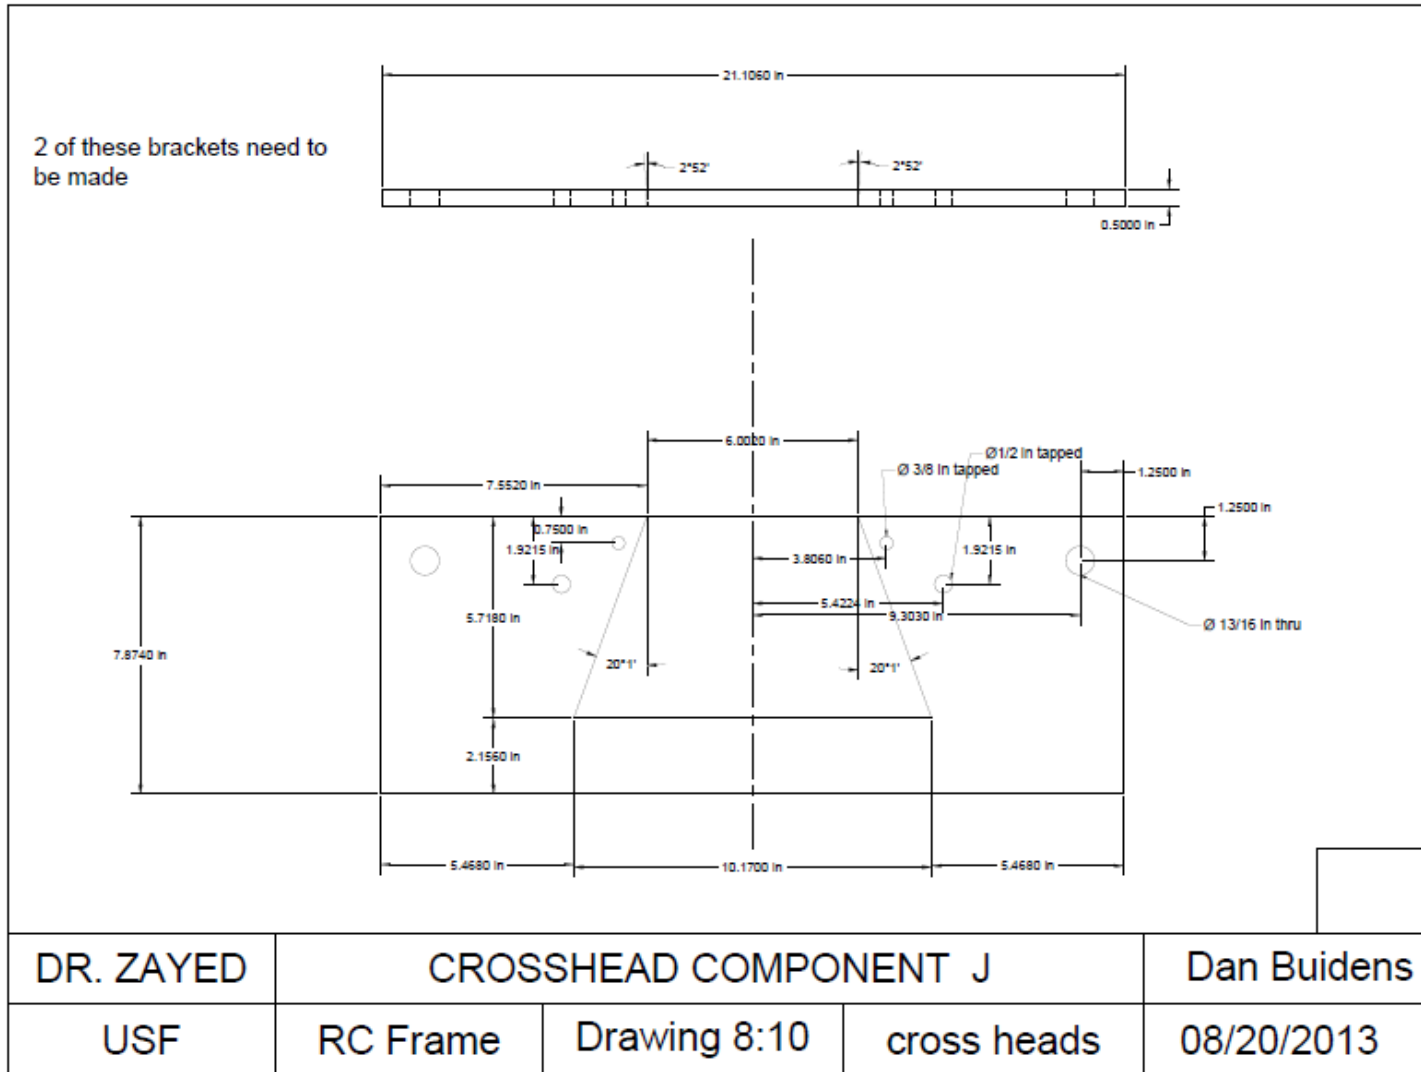 21.1060 in
2 of these brackets need to
be made
2°52'
2°52'
0.5000 in
6.0020 in
Ø1/2 in tapped
Ø 3/8 in tapped
1.2500 in
7.5520 in
1.2500 in
0.7500 in
1.9215 in
1.9215 in
3.8060 in
5.4224 in
9.3030 in
5.7180 in
Ø 13/16 in thru
7.8740 in
20°1'
20°1'
2.1560 in
5.4680 in
10.1700 in
5.4680 in
DR. ZAYED
CROSSHEAD COMPONENT J
Dan Buidens
USF
RC Frame
Drawing 8:10
cross heads
08/20/2013